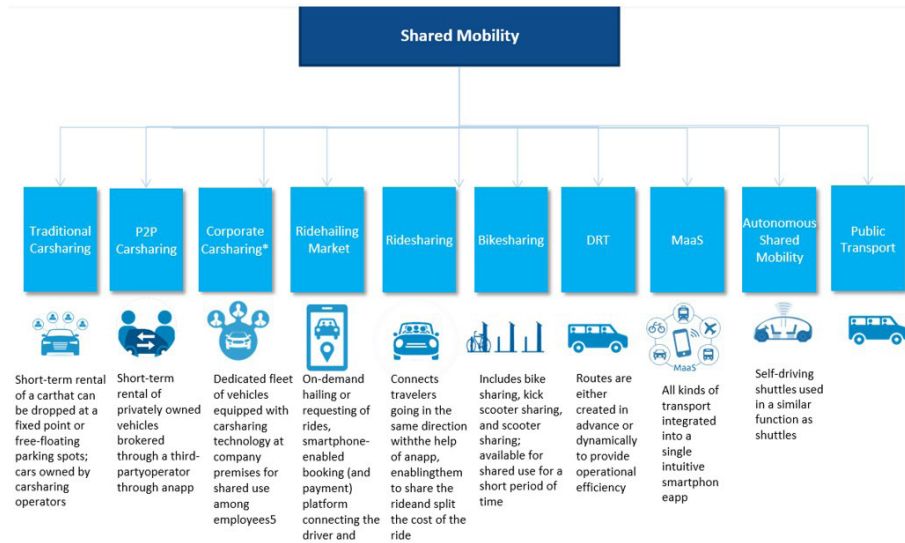 Shared Mobility
Traditional
Carsharing
P2P
Carsharing
Corporate
Carsharing*
Ridehailing
Market
Ridesharing
Bikesharing
DRT
MaaS
Autonomous
Shared
Mobility
Public
Transport
MaaS
Short-term rental
of a carthat can be
dropped at a
fixed point or
free-floating
parking spots;
cars owned by
carsharing
operators
Short-term
rental of
privately owned
vehicles
brokered
through a third-
partyoperator
through anapp
Dedicated fleet
of vehicles
equipped with
carsharing
technology at
company
premises for
shared use
among
employees5
On-demand
hailing or
requesting of
rides,
smartphone-
enabled
booking (and
payment)
platform
connecting the
driver and
Connects
travelers
going in the
same direction
withthe help
of anapp,
enablingthem
to share the
rideand split
the cost of the
ride
Includes bike
sharing, kick
scooter sharing,
and scooter
sharing;
available for
shared use for a
short period of
time
Routes are
either
created in
advance or
dynamically
to provide
operational
efficiency
All kinds of
transport
integrated
into a
single
intuitive
smartphon
eapp
Self-driving
shuttles used
in a similar
function as
shuttles